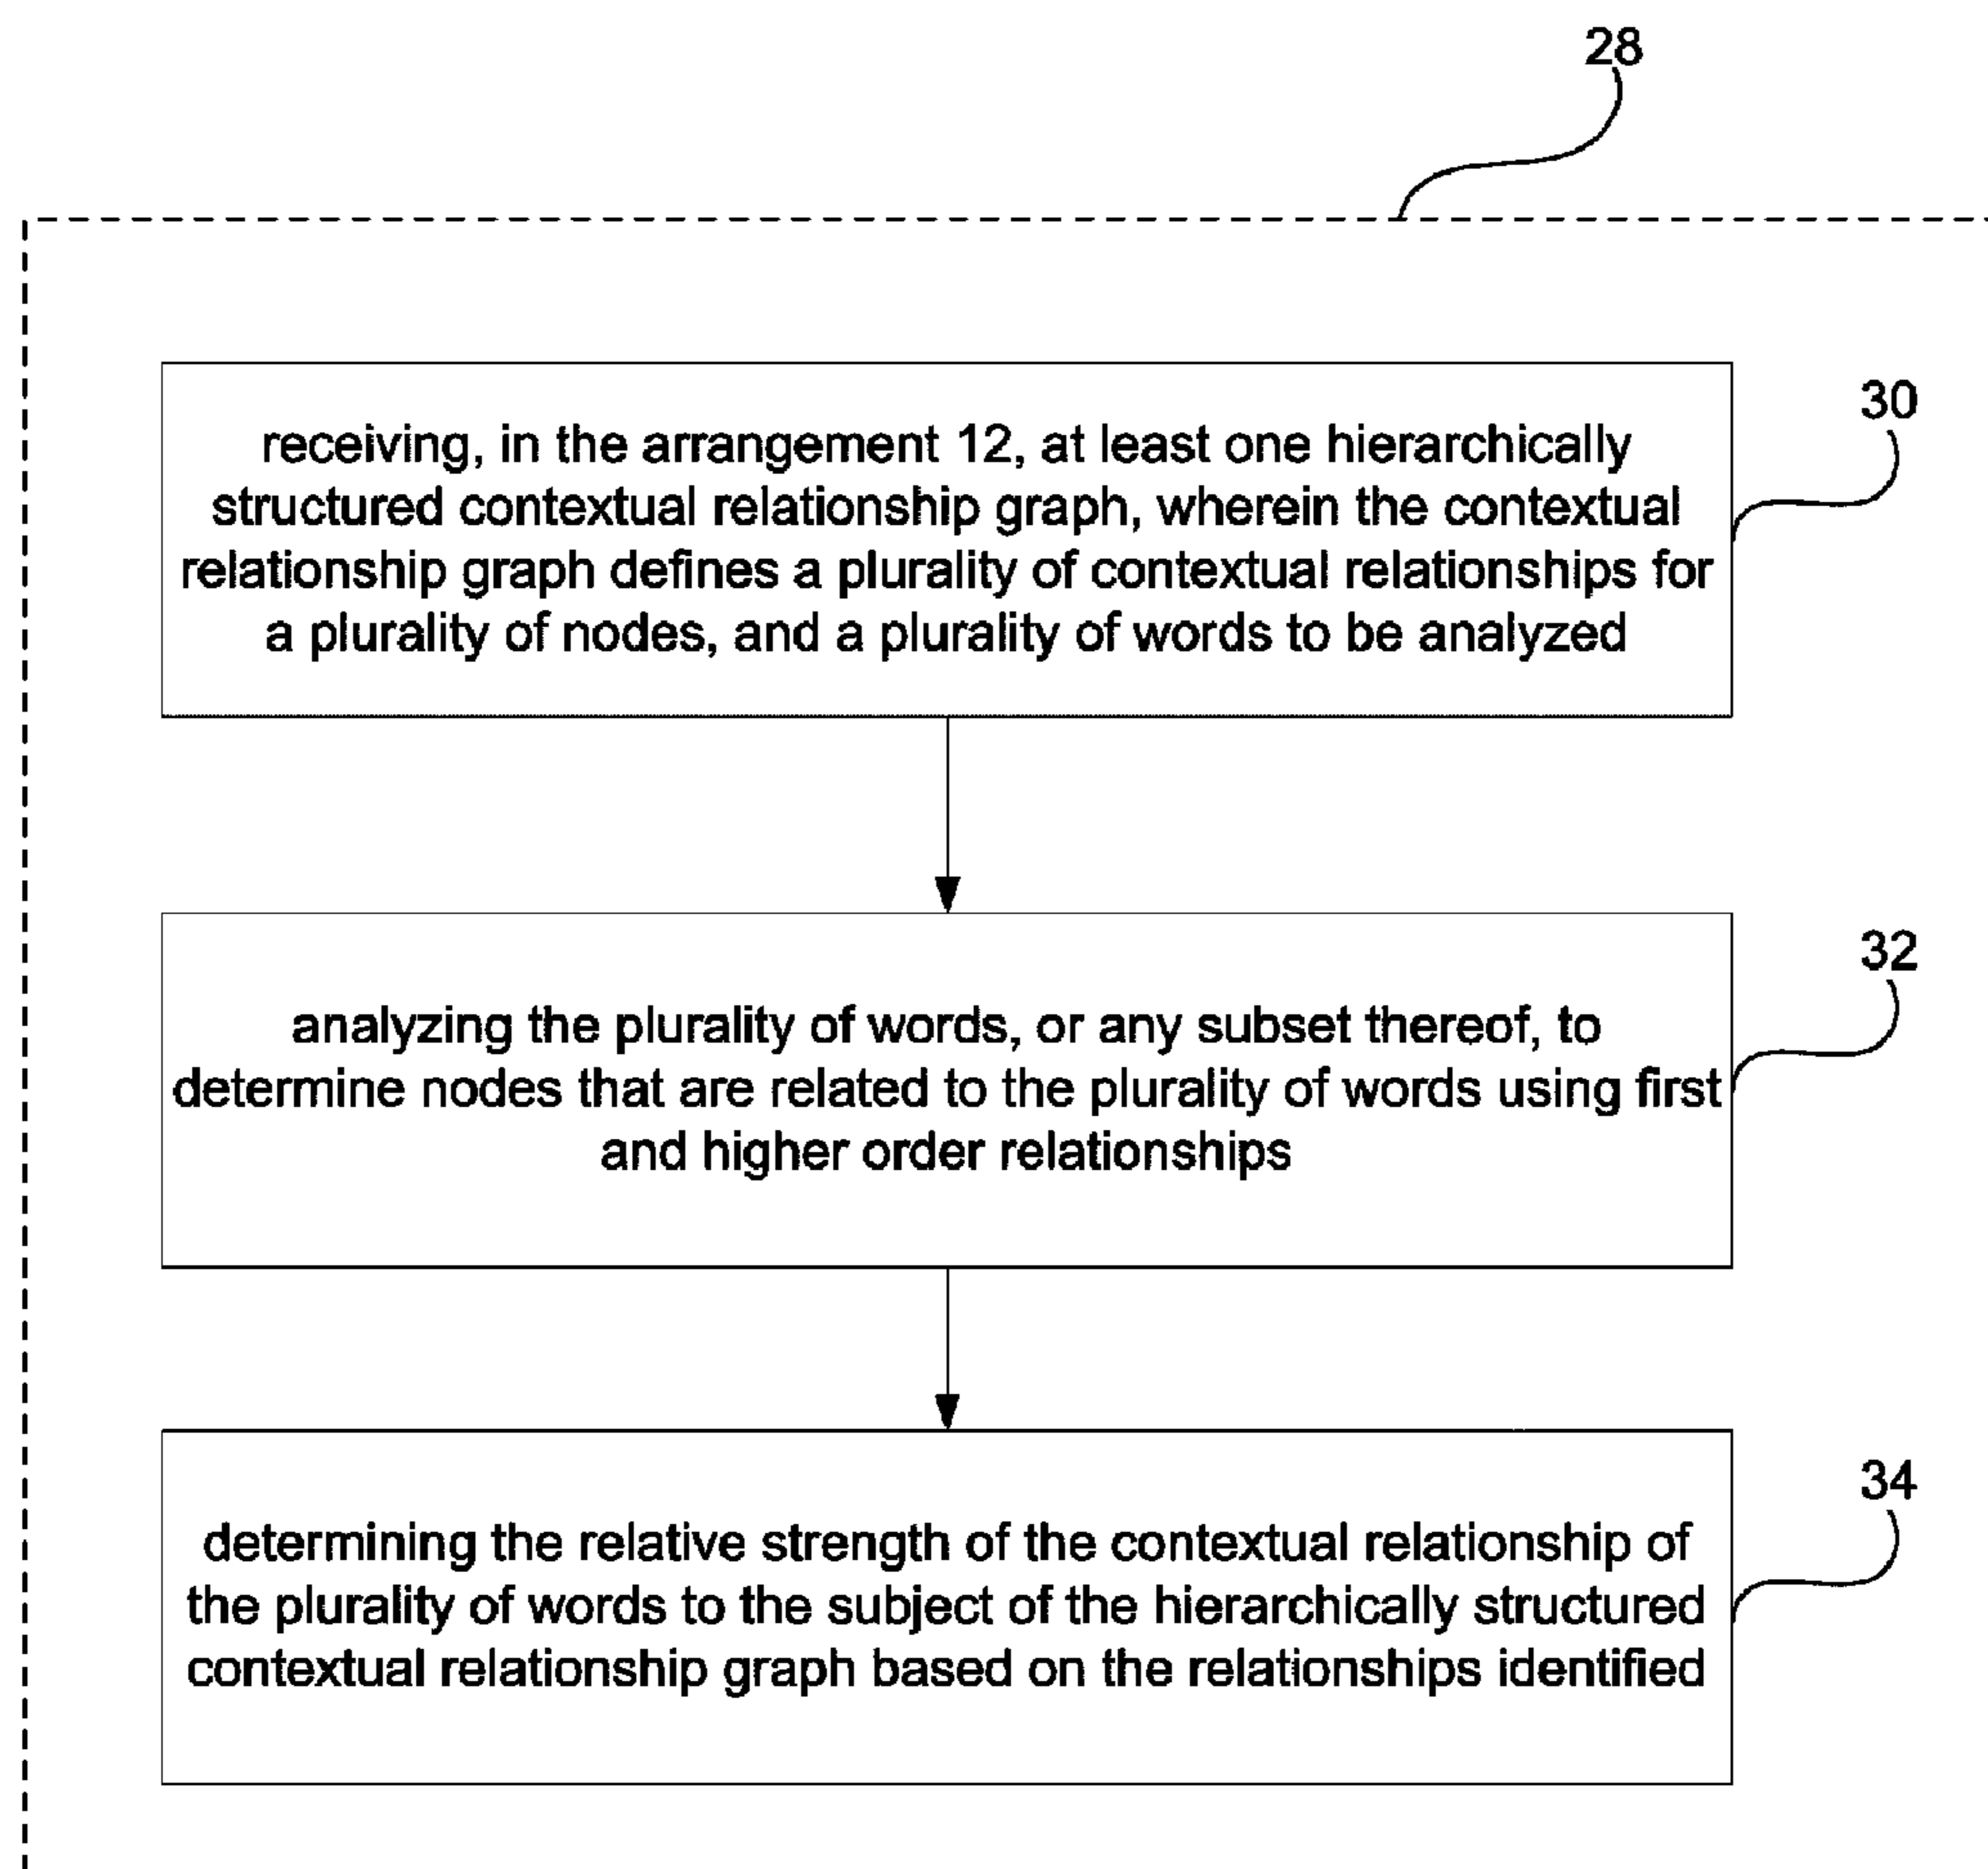 28
30
receiving, in the arrangement 12, at least one hierarchically
structured contextual relationship graph, wherein the contextual
relationship graph defines a plurality of contextual relationships for
a plurality of nodes, and a plurality of words to be analyzed
32
analyzing the plurality of words, or any subset thereof, to
determine nodes that are related to the plurality of words using first
and higher order relationships
34
determining the relative strength of the contextual relationship of
the plurality of words to the subject of the hierarchically structured
contextual relationship graph based on the relationships identified